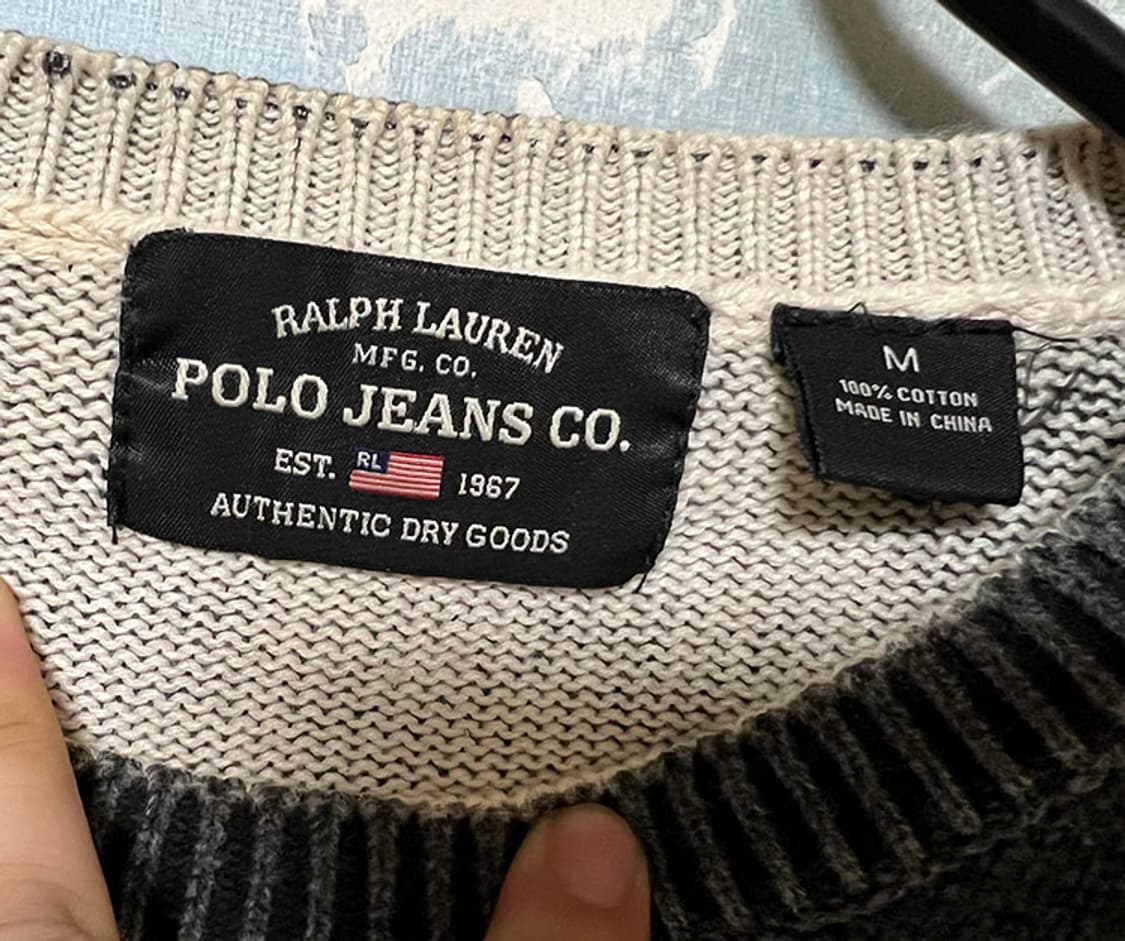 RALPH LAUREN
MFG. CO.
POLO JEANS CO.
EST. RL 1967
AUTHENTIC DRY GOODS
M
100% COTTON
MADE IN CHINA